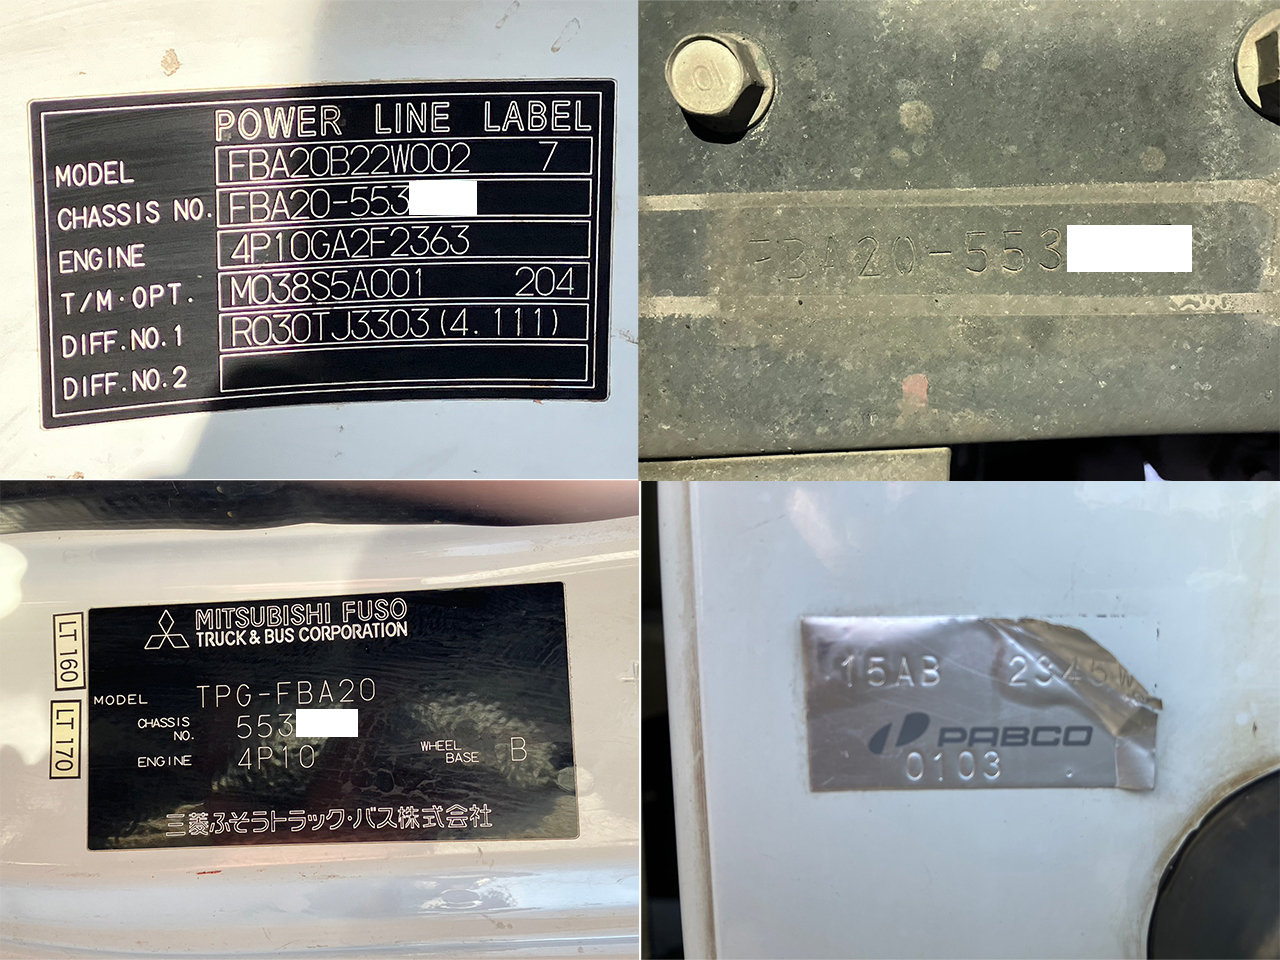 POWER LINE LABEL
MODEL FBA20B22W002 7
CHASSIS NO. FBA20-553
ENGINE 4P10GA2F2363
T/M・OPT. M038S5A001 204
DIFF.NO.1 R030TJ3303(4.111)
DIFF.NO.2
FBA20-553
LT 160
LT 170
MITSUBISHI FUSO
TRUCK & BUS CORPORATION
MODEL TPG-FBA20
CHASSIS NO. 553
ENGINE 4P10
WHEEL BASE B
三菱ふそうトラック・バス株式会社
15AB 2345
PABCO
0103